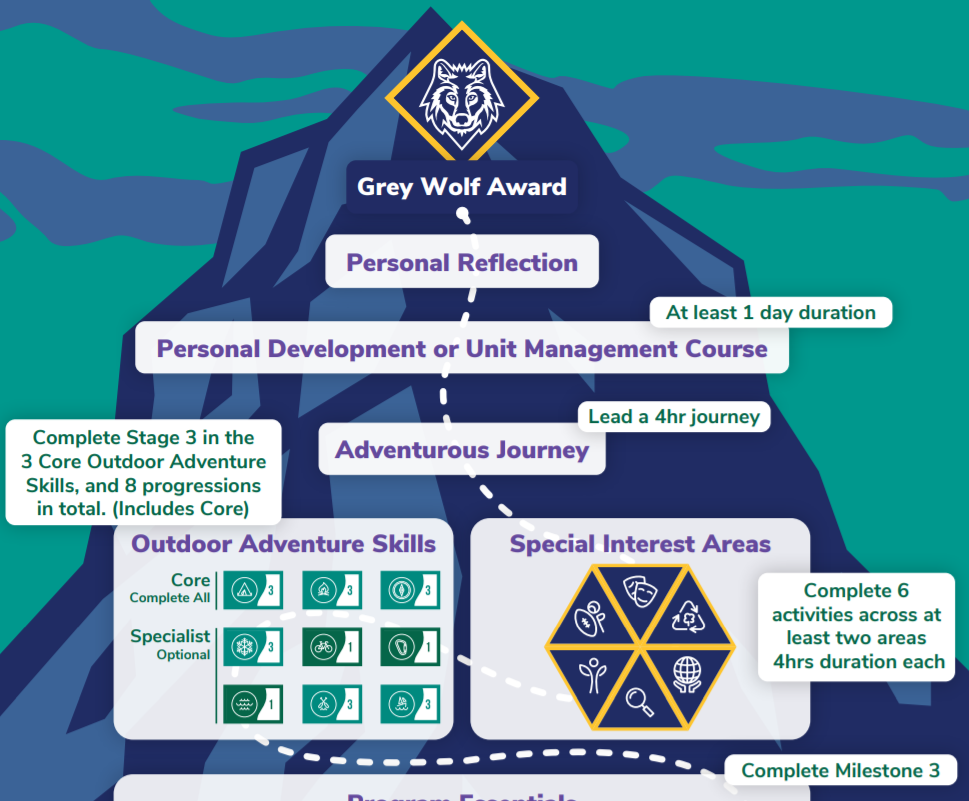 Grey Wolf Award
Personal Reflection
At least 1 day duration
Personal Development or Unit Management Course
Lead a 4hr journey
Adventurous Journey
Complete Stage 3 in the
3 Core Outdoor Adventure
Skills, and 8 progressions
in total. (Includes Core)
Outdoor Adventure Skills
Core
Complete All
3
3
3
Specialist
Optional
3
1
1
1
3
3
Special Interest Areas
Complete 6
activities across at
least two areas
4hrs duration each
Complete Milestone 3
Program Essentials